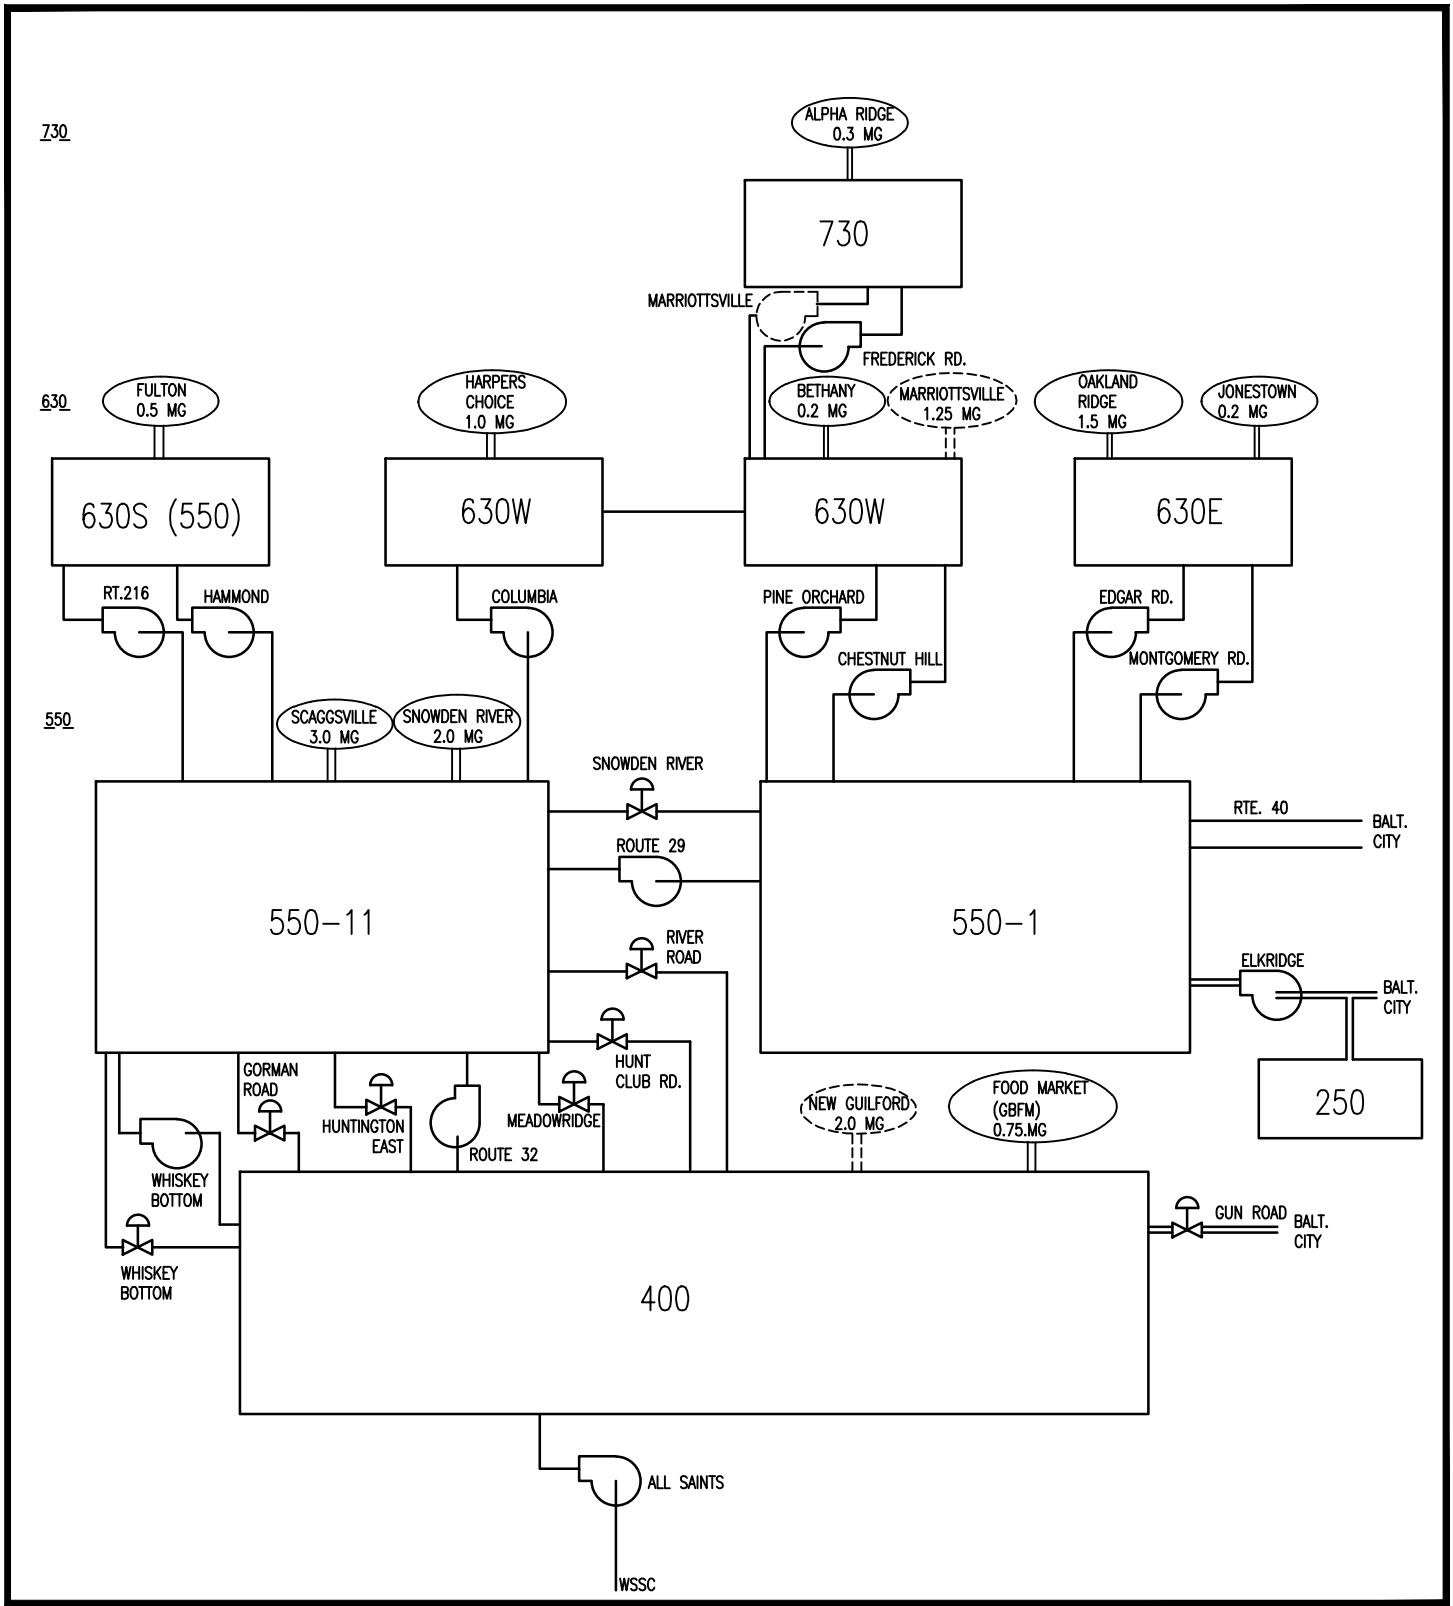 730
ALPHA RIDGE
0.3 MG
730
MARRIOTTSVILLE
FREDERICK RD.
630
FULTON
0.5 MG
HARPERS
CHOICE
1.0 MG
BETHANY
0.2 MG
MARRIOTTSVILLE
1.25 MG
OAKLAND
RIDGE
1.5 MG
JONESTOWN
0.2 MG
630S (550)
630W
630W
630E
RT.216
HAMMOND
COLUMBIA
PINE ORCHARD
CHESTNUT HILL
EDGAR RD.
MONTGOMERY RD.
550
SCAGGSVILLE
3.0 MG
SNOWDEN RIVER
2.0 MG
SNOWDEN RIVER
ROUTE 29
RTE. 40
BALT.
CITY
550-11
550-1
RIVER
ROAD
ELKRIDGE
BALT.
CITY
HUNT
CLUB RD.
GORMAN
ROAD
HUNTINGTON
EAST
MEADOWRIDGE
ROUTE 32
NEW GUILFORD
2.0 MG
FOOD MARKET
(GBFM)
0.75.MG
250
WHISKEY
BOTTOM
GUN ROAD
BALT.
CITY
WHISKEY
BOTTOM
400
ALL SAINTS
WSSC